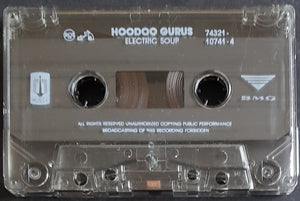 HOODOO GURUS
ELECTRIC SOUP
74321-
10741-4
BMG
ALL RIGHTS RESERVED UNAUTHORIZED COPYING PUBLIC PERFORMANCE
BROADCASTING OF THIS RECORDING FORBIDDEN